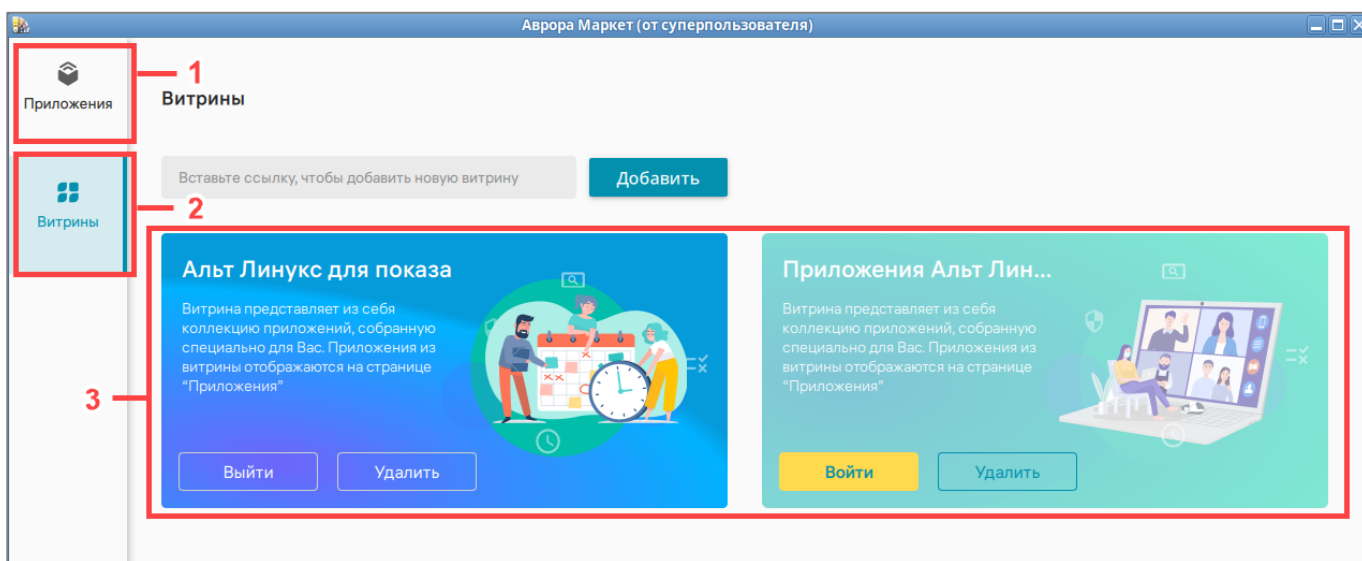 Аврора Маркет (от суперпользователя)
Приложения
1
Витрины
Вставьте ссылку, чтобы добавить новую витрину
Добавить
Витрины
2
3
Альт Линукс для показа
Витрина представляет из себя
коллекцию приложений, собранную
специально для Вас. Приложения из
витрины отображаются на странице
“Приложения”
Выйти
Удалить
Приложения Альт Лин...
Витрина представляет из себя
коллекцию приложений, собранную
специально для Вас. Приложения из
витрины отображаются на странице
“Приложения”
Войти
Удалить